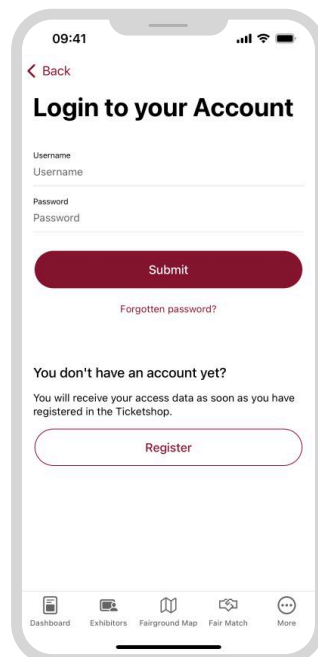 09:41
Back
Login to your Account
Username
Username
Password
Password
Submit
Forgotten password?
You don't have an account yet?
You will receive your access data as soon as you have
registered in the Ticketshop.
Register
Dashboard Exhibitors Fairground Map Fair Match More